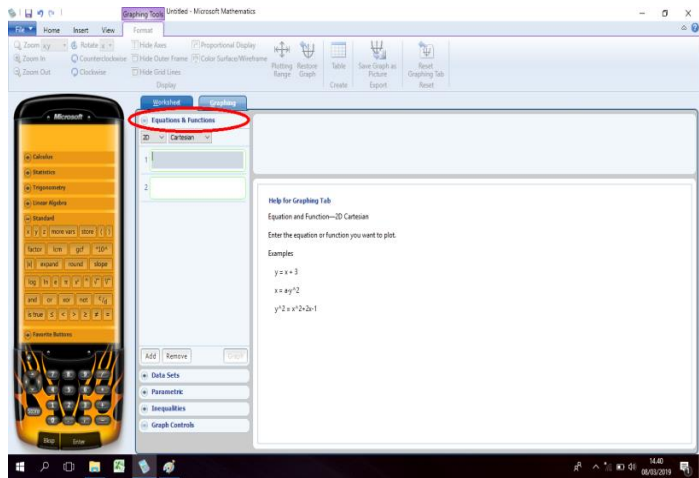 Graphing Tools Untitled - Microsoft Mathematics
File Home Insert View Format
Zoom xy Rotate z Hide Axes Proportional Display
Zoom In Counterclockwise Hide Outer Frame Color Surface/Wireframe
Zoom Out Clockwise Hide Grid Lines
Plotting Range Restore Graph Table Save Graph as Picture Reset Graphing Tab
Display Create Export Reset
Microsoft
Calculus
Statistics
Trigonometry
Linear Algebra
Standard
x y z more vars store ( )
factor lcm gcf *10^
expand round slope
log ln e π
and or xor not
is true ≤ < > ≥ ≠ =
Favorite Buttons
Store
Bksp Enter
Worksheet Graphing
Equations & Functions
2D Cartesian
1
2
Add Remove Graph
Data Sets
Parametric
Inequalities
Graph Controls
Help for Graphing Tab
Equation and Function—2D Cartesian
Enter the equation or function you want to plot.
Examples
y = x + 3
x = a·y^2
14.40
08/03/2019